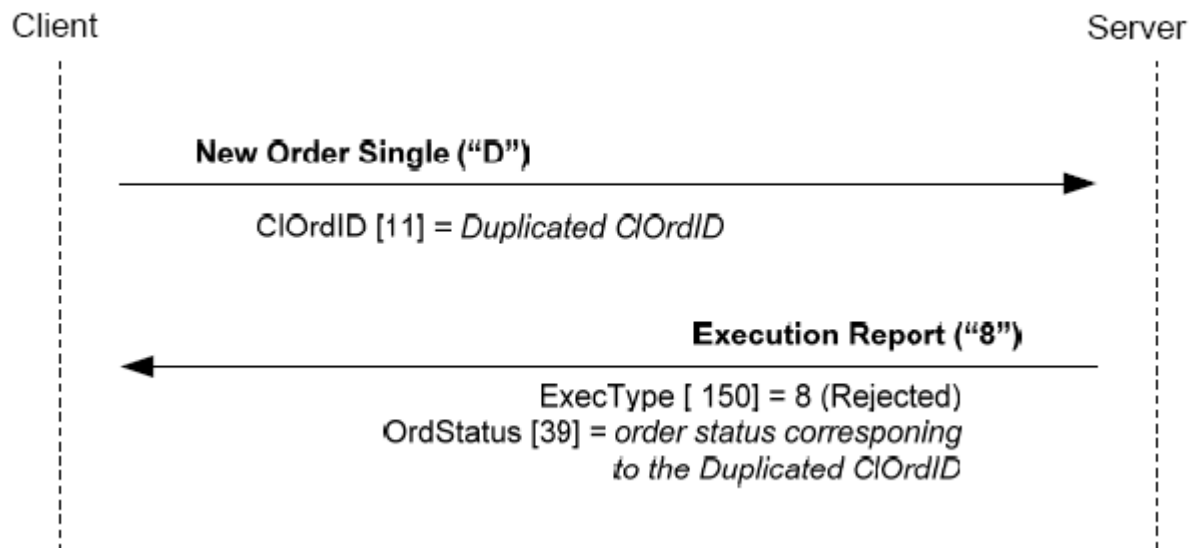 Client
Server
New Order Single (“D”)
ClOrdID [11] = Duplicated ClOrdID
Execution Report (“8”)
ExecType [ 150] = 8 (Rejected)
OrdStatus [39] = order status corresponing
to the Duplicated ClOrdID